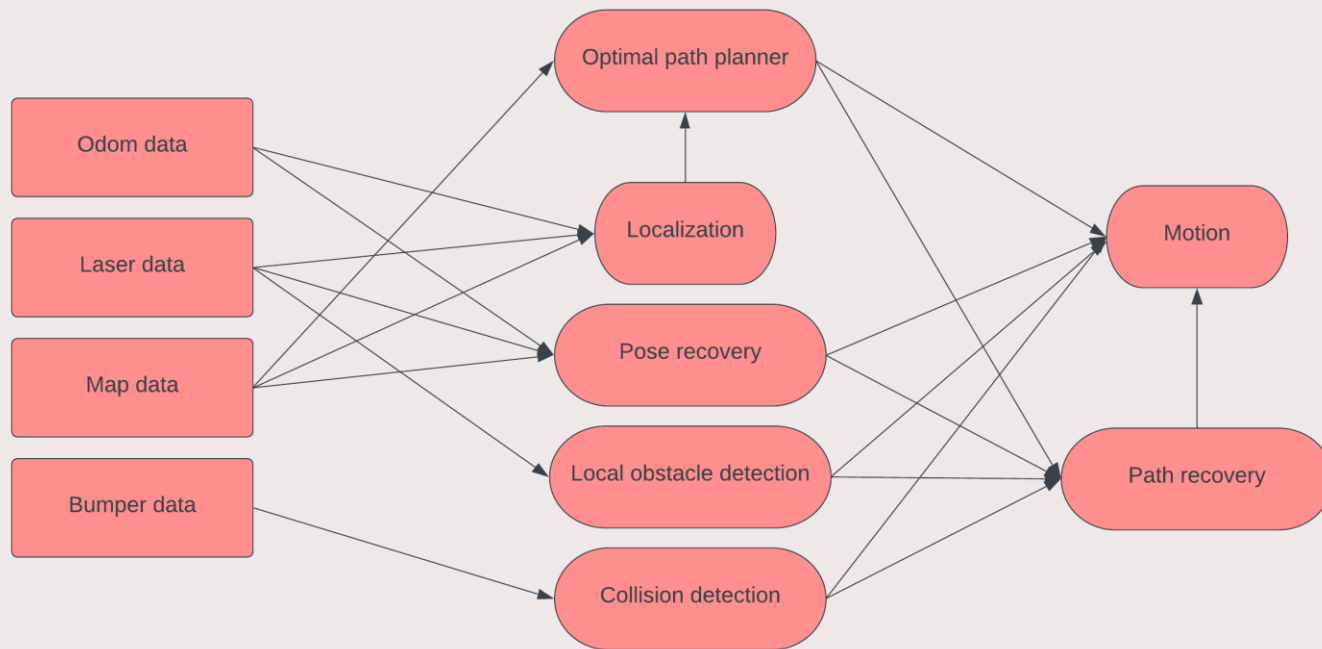 Odom data
Laser data
Map data
Bumper data
Optimal path planner
Localization
Pose recovery
Local obstacle detection
Collision detection
Motion
Path recovery